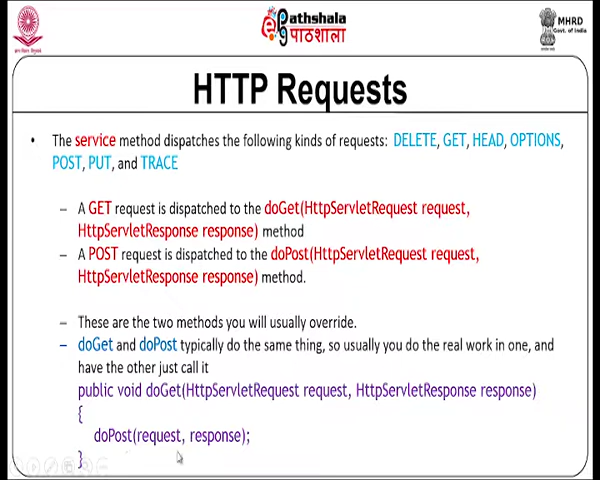 Pathshala
पाठशाला
MHRD
Govt. of India
HTTP Requests
• The service method dispatches the following kinds of requests: DELETE, GET, HEAD, OPTIONS,
POST, PUT, and TRACE
– A GET request is dispatched to the doGet(HttpServletRequest request,
HttpServletResponse response) method
– A POST request is dispatched to the doPost(HttpServletRequest request,
HttpServletResponse response) method.
– These are the two methods you will usually override.
– doGet and doPost typically do the same thing, so usually you do the real work in one, and
have the other just call it
public void doGet(HttpServletRequest request, HttpServletResponse response)
{
doPost(request, response);
}